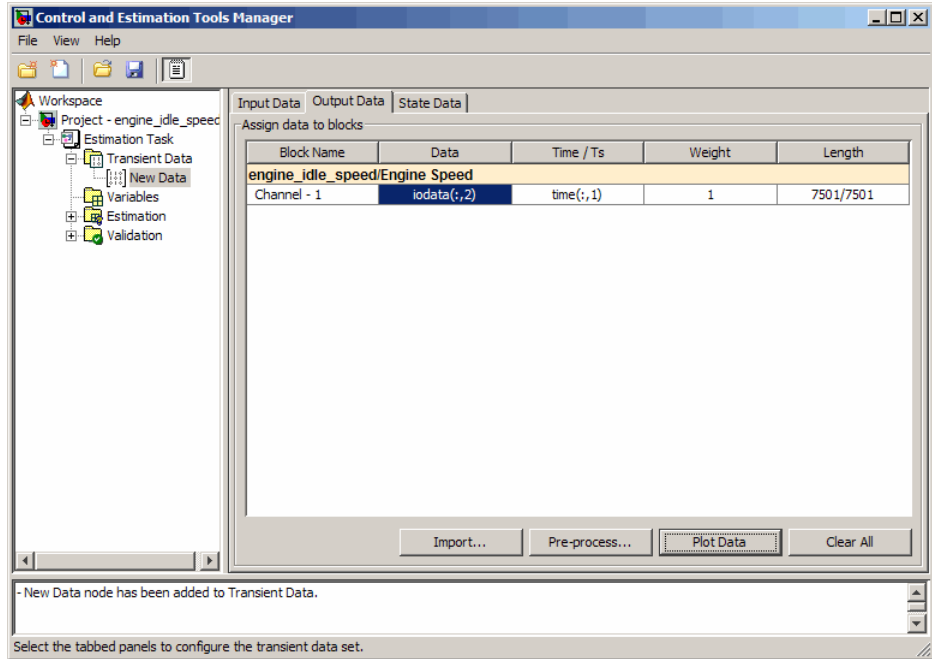 Control and Estimation Tools Manager
File View Help
Workspace
Project - engine_idle_speed
Estimation Task
Transient Data
New Data
Variables
Estimation
Validation
Input Data Output Data State Data
Assign data to blocks
Block Name Data Time / Ts Weight Length
engine_idle_speed/Engine Speed
Channel - 1 iodata(:,2) time(:,1) 1 7501/7501
Import... Pre-process... Plot Data Clear All
- New Data node has been added to Transient Data.
Select the tabbed panels to configure the transient data set.